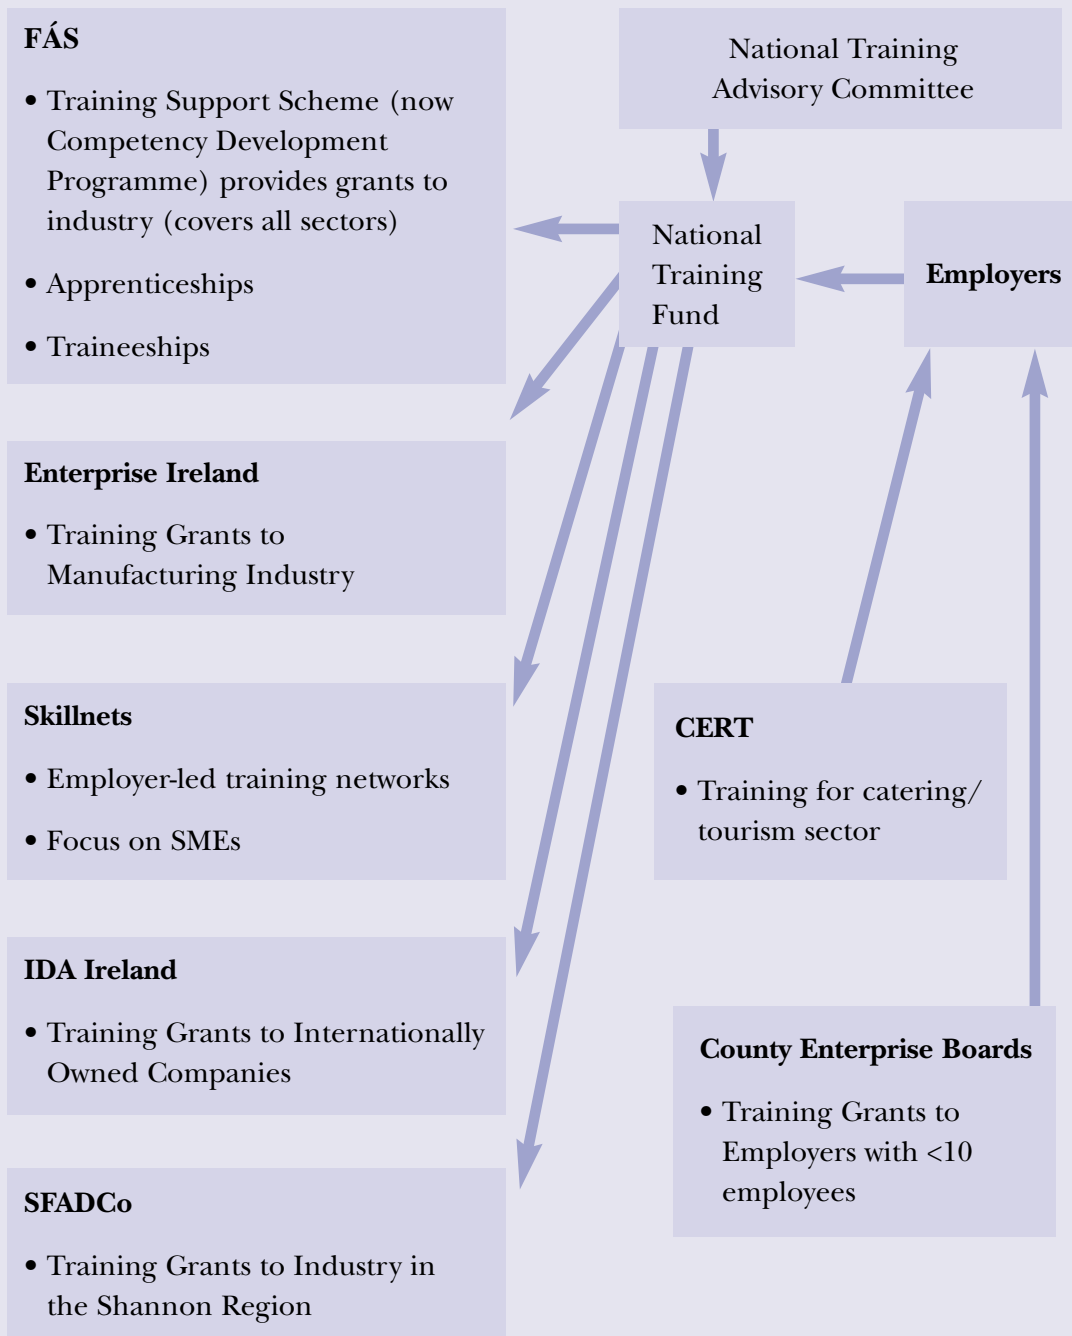 FÁS
• Training Support Scheme (now
Competency Development
Programme) provides grants to
industry (covers all sectors)
• Apprenticeships
• Traineeships
National Training
Advisory Committee
National
Training
Fund
Employers
Enterprise Ireland
• Training Grants to
Manufacturing Industry
Skillnets
• Employer-led training networks
• Focus on SMEs
CERT
• Training for catering/
tourism sector
IDA Ireland
• Training Grants to Internationally
Owned Companies
County Enterprise Boards
• Training Grants to
Employers with <10
employees
SFADCo
• Training Grants to Industry in
the Shannon Region